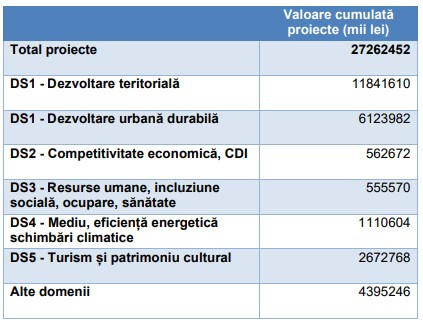 Valoare cumulată
proiecte (mii lei)
Total proiecte 27262452
DS1 - Dezvoltare teritorială 11841610
DS1 - Dezvoltare urbană durabilă 6123982
DS2 - Competitivitate economică, CDI 562672
DS3 - Resurse umane, incluziune 555570
socială, ocupare, sănătate
DS4 - Mediu, eficiență energetică 1110604
schimbări climatice
DS5 - Turism și patrimoniu cultural 2672768
Alte domenii 4395246